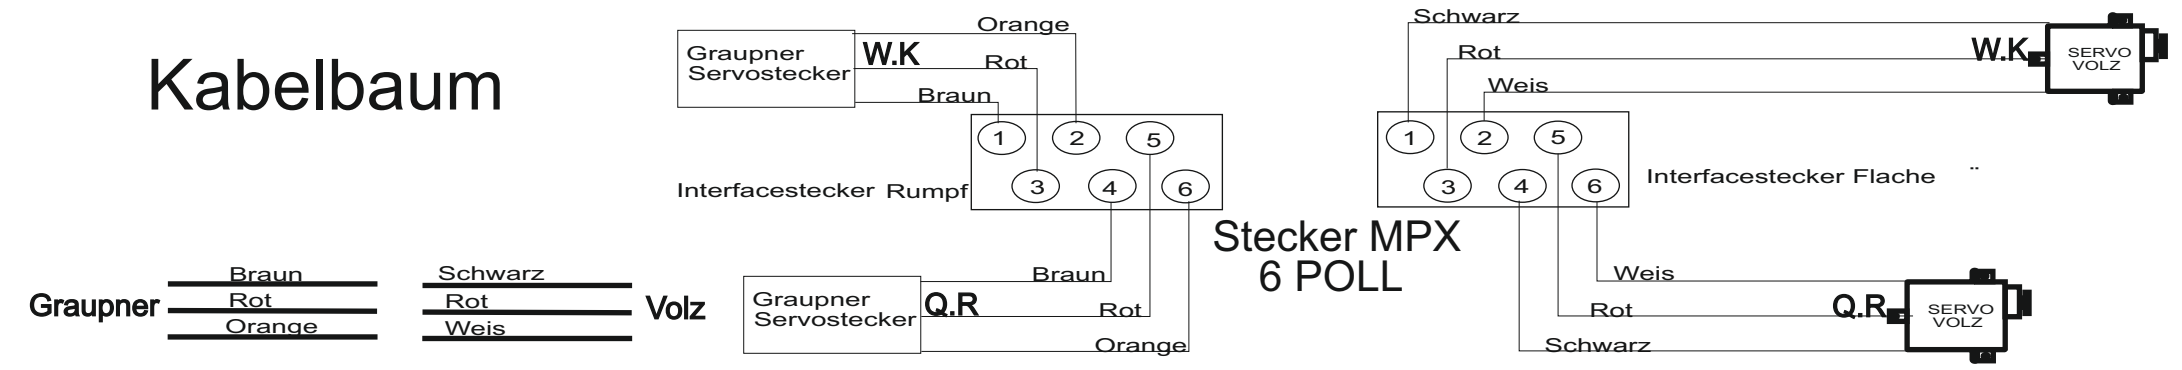 Kabelbaum
Graupner
Servostecker
W.K
Orange
Rot
Braun
1
2
5
3
4
6
Interfacestecker Rumpf
Schwarz
Rot
Weis
W.K
SERVO
VOLZ
1
2
5
3
4
6
Interfacestecker Flache ¨
Stecker MPX
6 POLL
Graupner
Braun
Rot
Orange
Schwarz
Rot
Weis
Volz
Graupner
Servostecker
Q.R
Braun
Rot
Orange
Weis
Rot
Schwarz
Q.R
SERVO
VOLZ